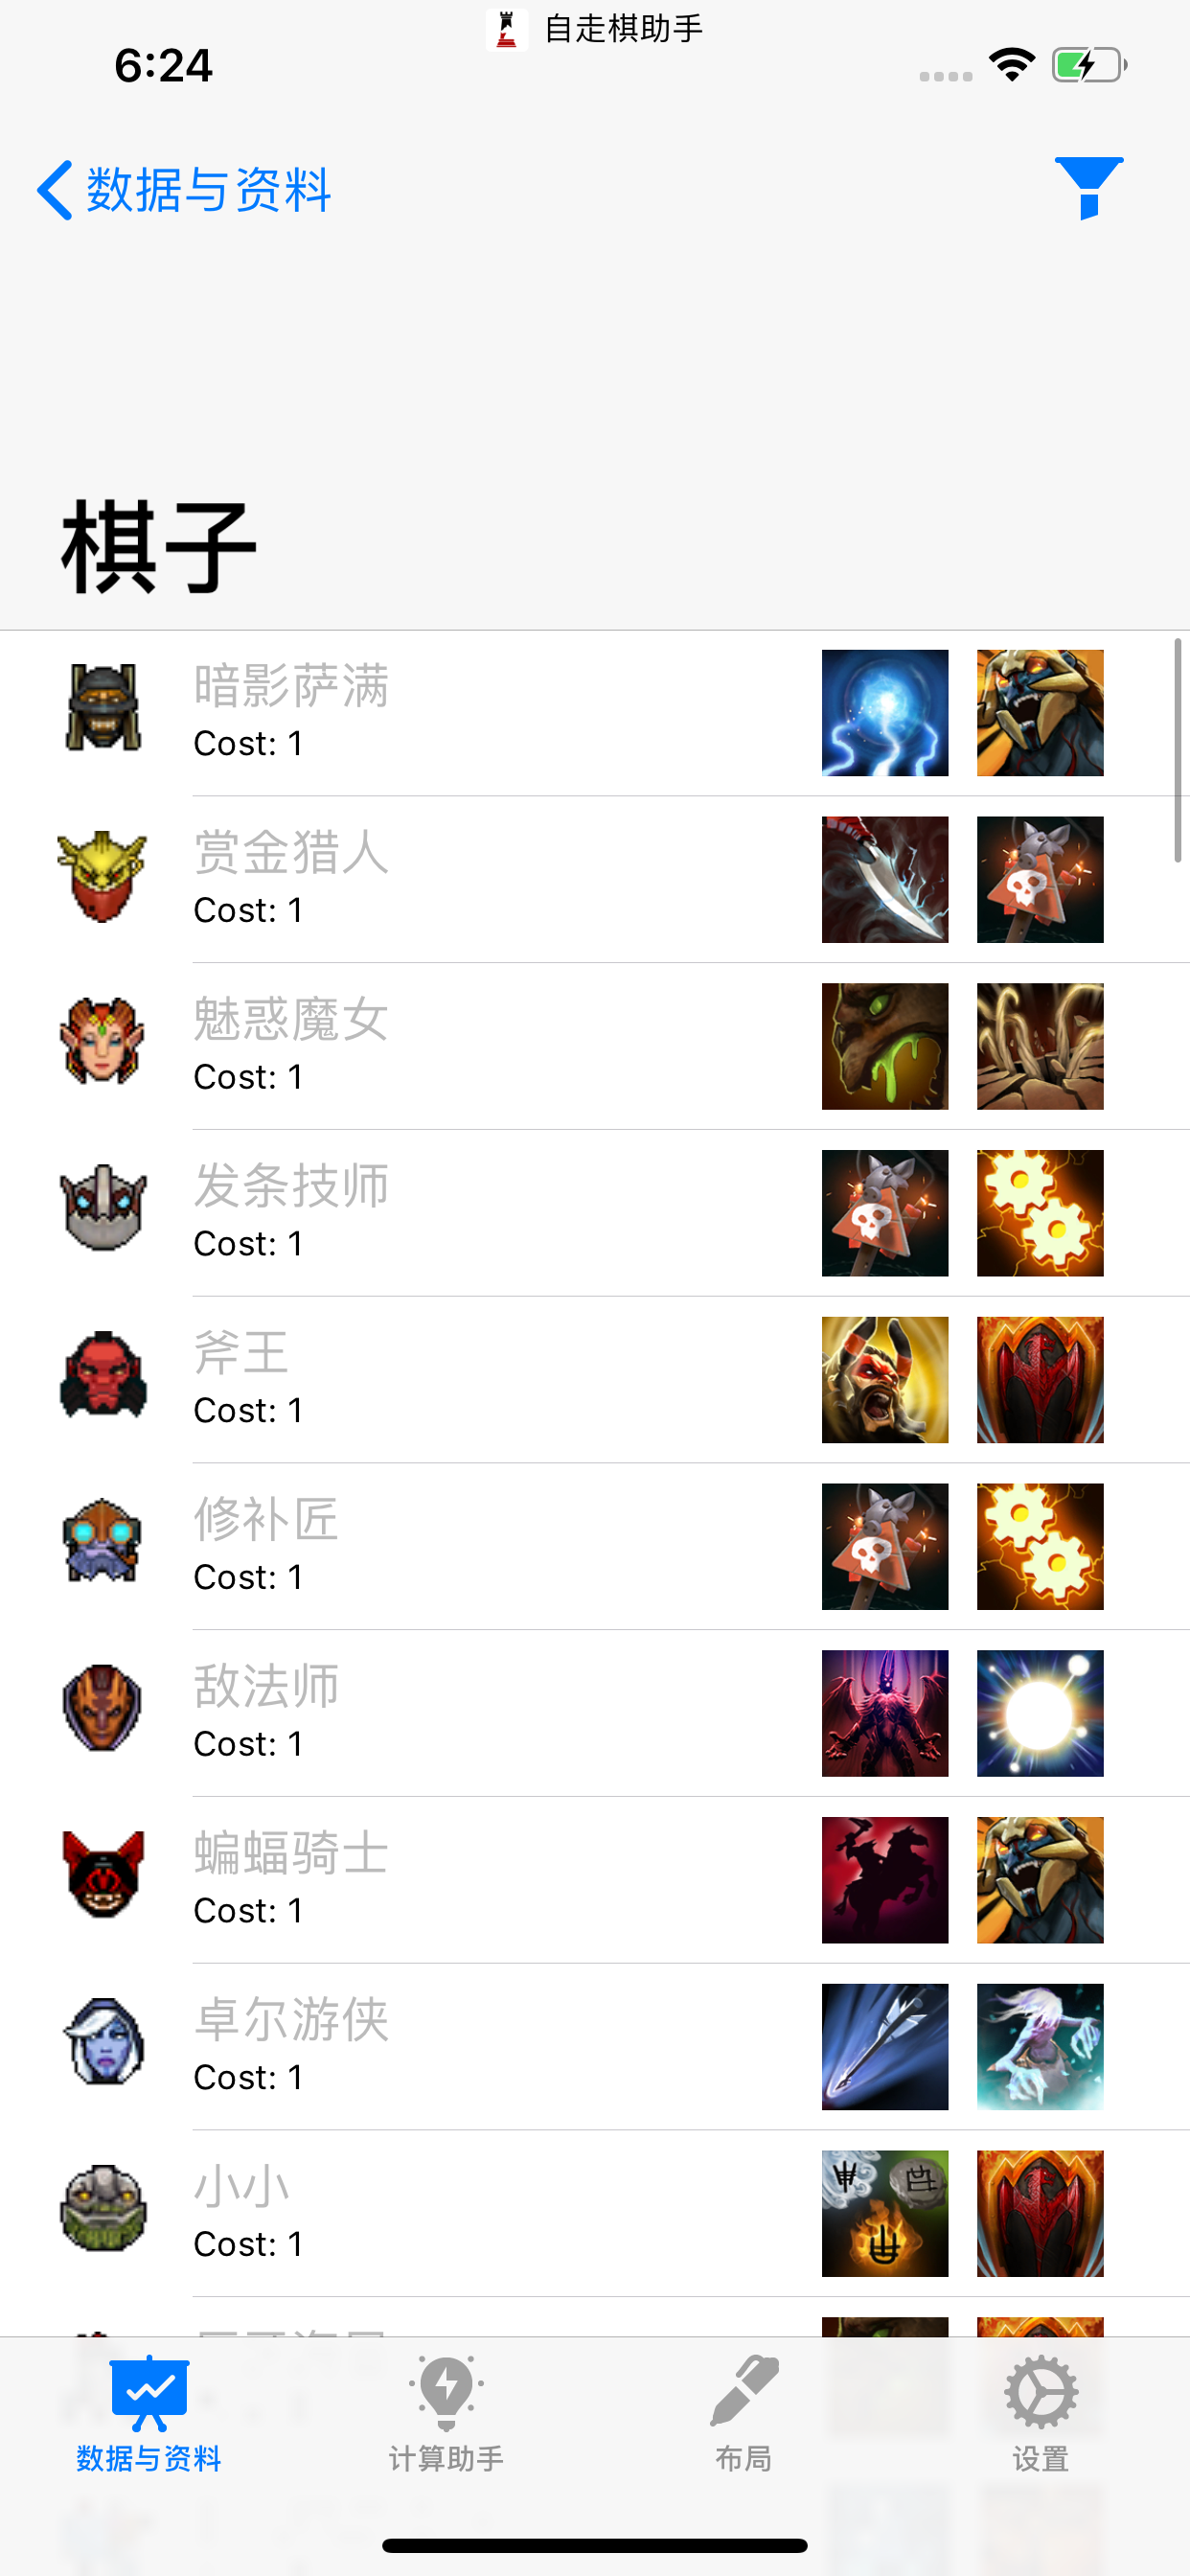 自走棋助手
6:24
数据与资料
棋子
暗影萨满
Cost: 1
赏金猎人
Cost: 1
魅惑魔女
Cost: 1
发条技师
Cost: 1
斧王
Cost: 1
修补匠
Cost: 1
敌法师
Cost: 1
蝙蝠骑士
Cost: 1
卓尔游侠
Cost: 1
小小
Cost: 1
数据与资料
计算助手
布局
设置